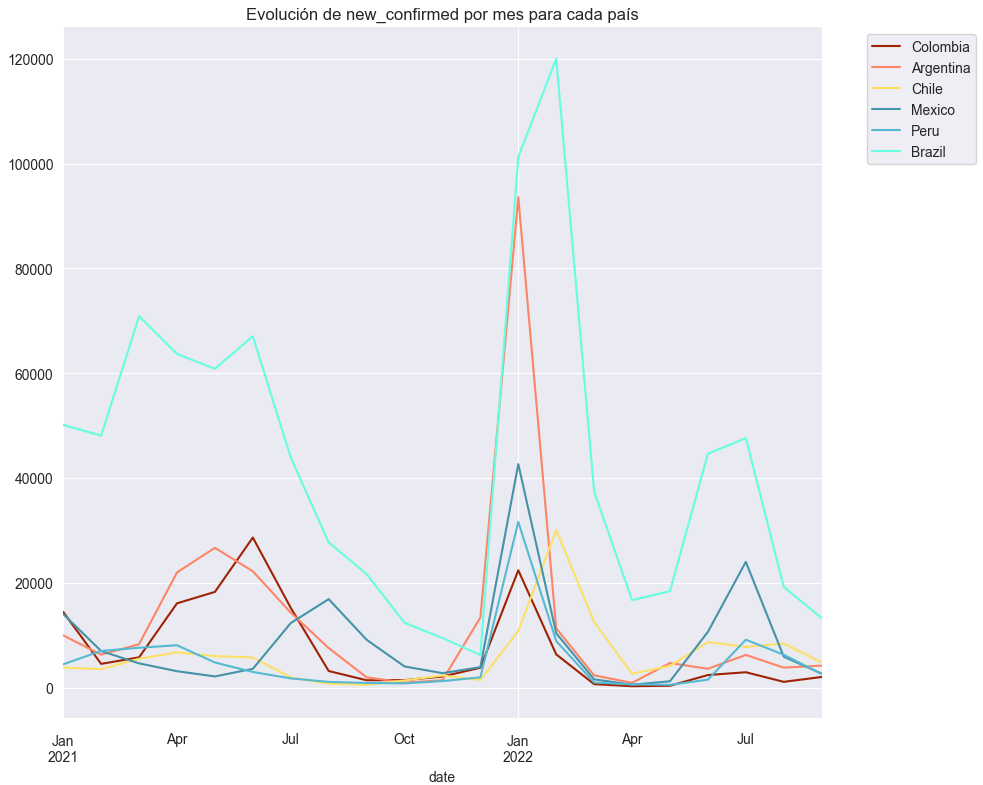 Evolución de new_confirmed por mes para cada país
Colombia
Argentina
Chile
Mexico
Peru
Brazil
120000
100000
80000
60000
40000
20000
0
Jan
2021
Apr
Jul
Oct
Jan
2022
Apr
Jul
date